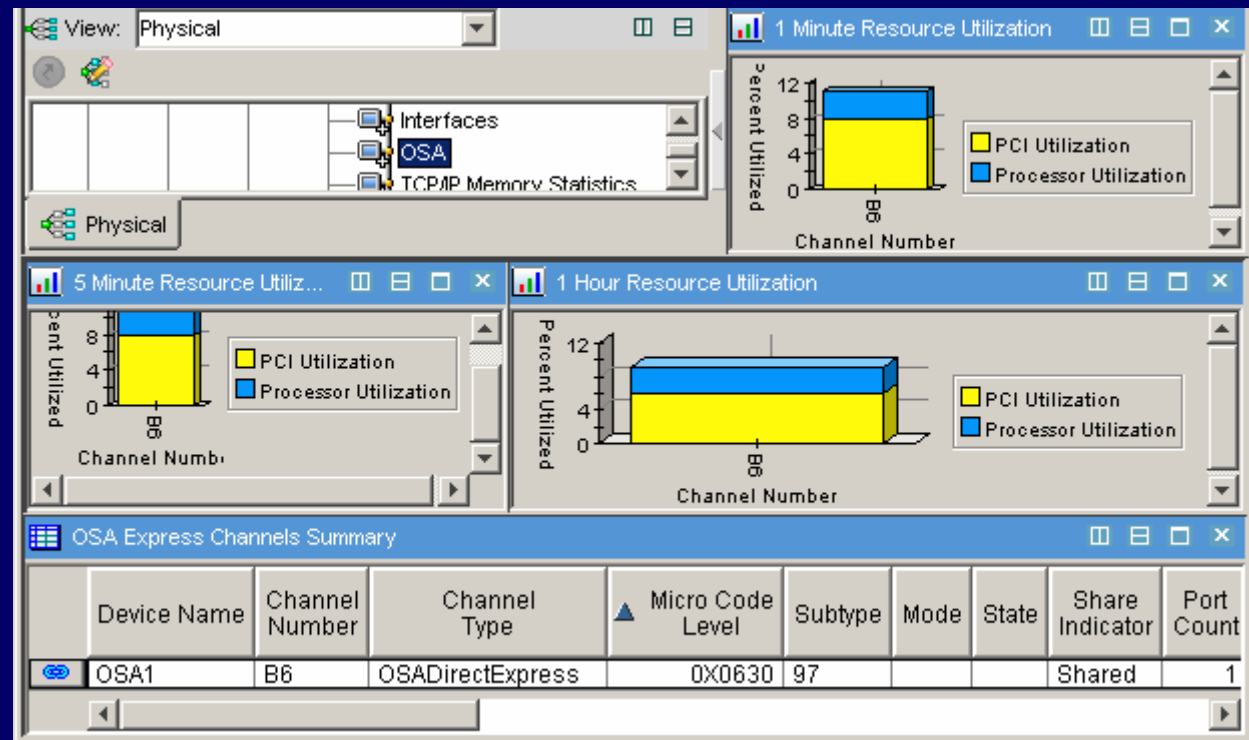 View: Physical
Interfaces
OSA
TCP/IP Memory Statistics
Physical
1 Minute Resource Utilization
Percent Utilized
12
8
4
0
B6
Channel Number
PCI Utilization
Processor Utilization
5 Minute Resource Utiliz...
Utilized
8
4
0
B6
Channel Numb
PCI Utilization
Processor Utilization
1 Hour Resource Utilization
Percent Utilized
12
4
0
B6
Channel Number
PCI Utilization
Processor Utilization
OSA Express Channels Summary
Device Name Channel Number Channel Type Micro Code Level Subtype Mode State Share Indicator Port Count
OSA1 B6 OSADirectExpress 0X0630 97 Shared 1